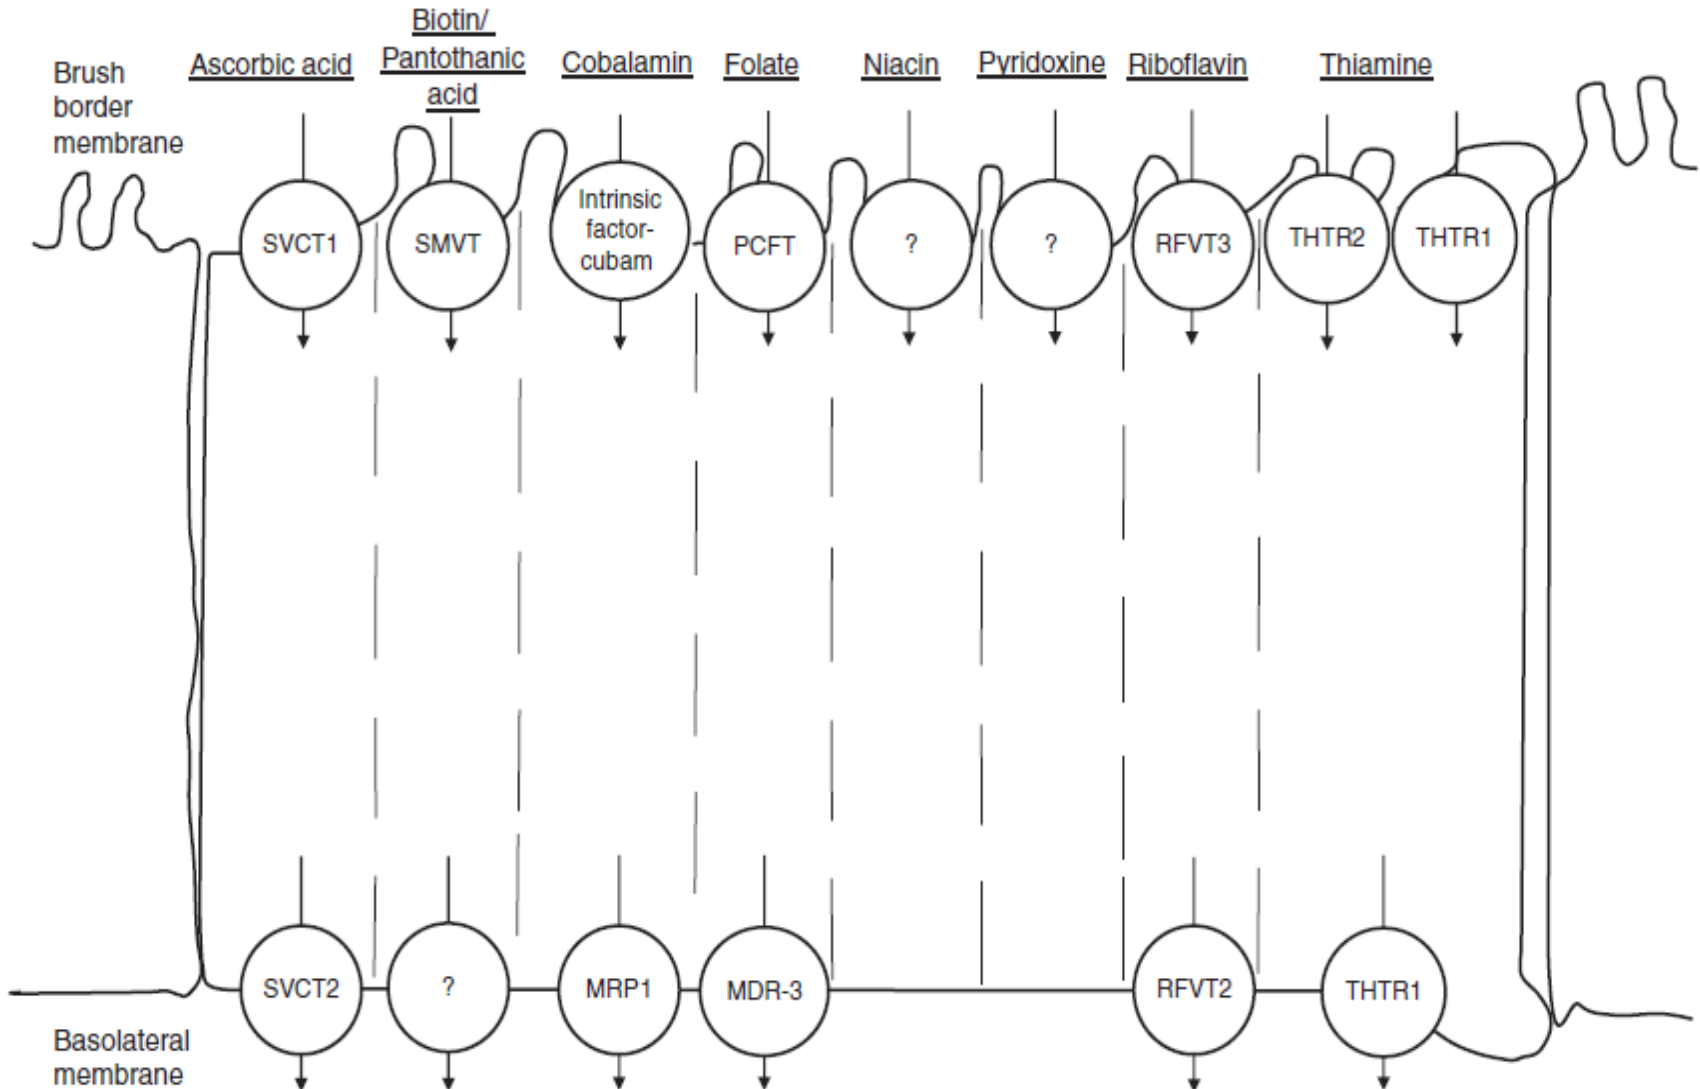 Biotin/
Pantothanic
acid
Ascorbic acid
Cobalamin
Folate
Niacin
Pyridoxine
Riboflavin
Thiamine
Brush
border
membrane
SVCT1
SMVT
Intrinsic
factor-
cubam
PCFT
?
?
RFVT3
THTR2
THTR1
SVCT2
?
MRP1
MDR-3
RFVT2
THTR1
Basolateral
membrane